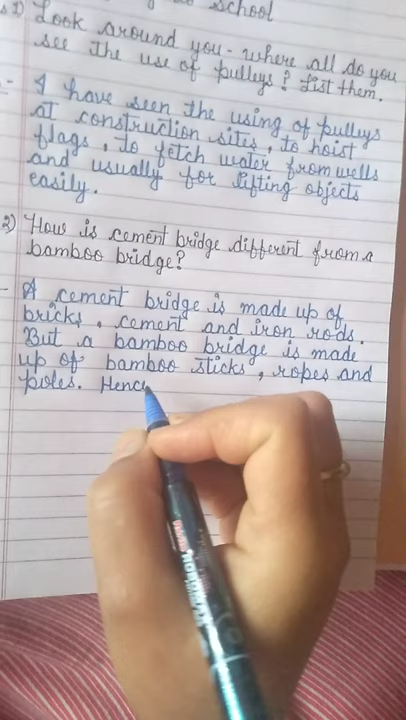 school
1) Look around you - where all do you
see the use of pulleys? List them.
- I have seen the using of pulleys
at construction sites, to hoist
flags, to fetch water from wells
and usually for lifting objects
easily.
2) How is cement bridge different from a
bamboo bridge?
- A cement bridge is made up of
bricks, cement and iron rods.
But a bamboo bridge is made
up of bamboo sticks, ropes and
poles. Henc